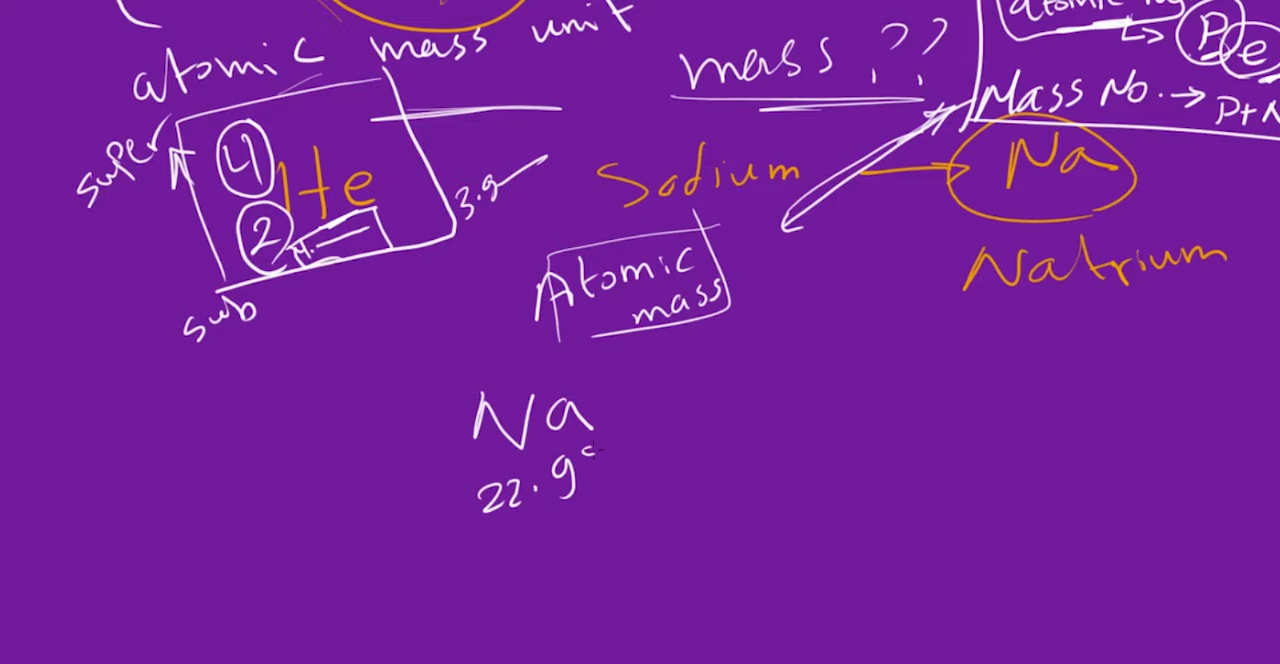 atomic mass unit
mass ??
atomic
P e
Mass No. → P+N
super
4
He
2
sub
3.9
Sodium → Na
Natrium
Atomic
mass
Na
22.9